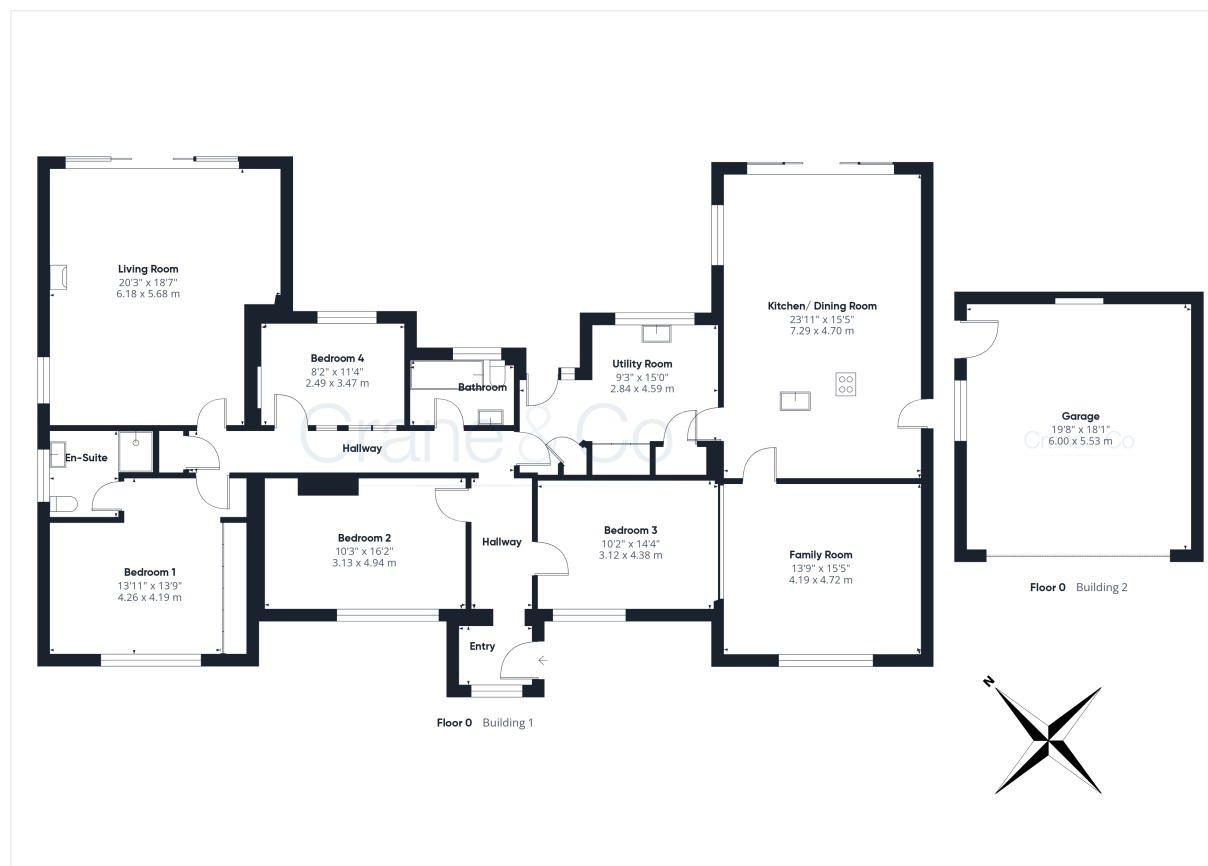 Living Room
20'3" x 18'7"
6.18 x 5.68 m
Kitchen/ Dining Room
23'11" x 15'5"
7.29 x 4.70 m
Bedroom 4
8'2" x 11'4"
2.49 x 3.47 m
Bathroom
Utility Room
9'3" x 15'0"
2.84 x 4.59 m
Garage
19'8" x 18'1"
6.00 x 5.53 m
Crane & Co
Crane & Co
Hallway
En-Suite
Bedroom 2
10'3" x 16'2"
3.13 x 4.94 m
Hallway
Bedroom 3
10'2" x 14'4"
3.12 x 4.38 m
Bedroom 1
13'11" x 13'9"
4.26 x 4.19 m
Family Room
13'9" x 15'5"
4.19 x 4.72 m
Floor 0 Building 2
Entry
N
Floor 0 Building 1